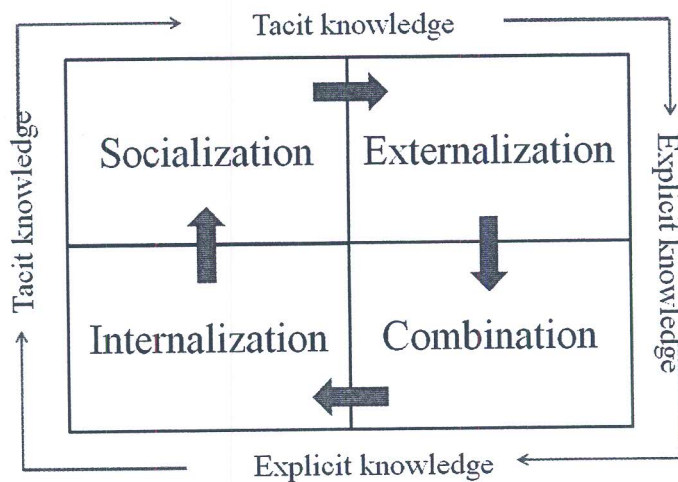 Tacit knowledge
Tacit knowledge
Socialization
Externalization
Explicit knowledge
Internalization
Combination
Explicit knowledge